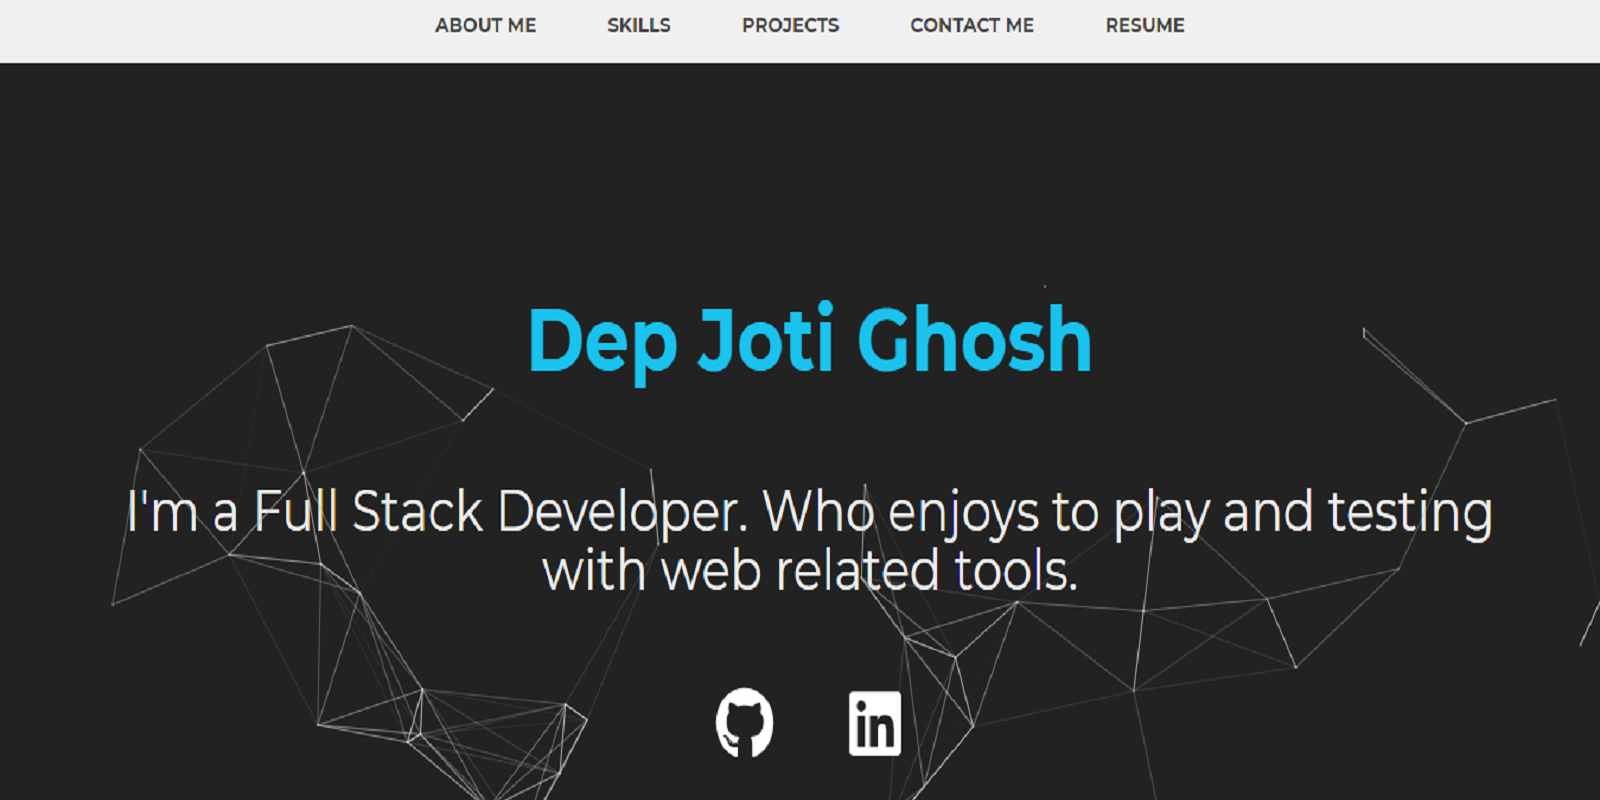 ABOUT ME SKILLS PROJECTS CONTACT ME RESUME
Dep Joti Ghosh
I'm a Full Stack Developer. Who enjoys to play and testing
with web related tools.
in